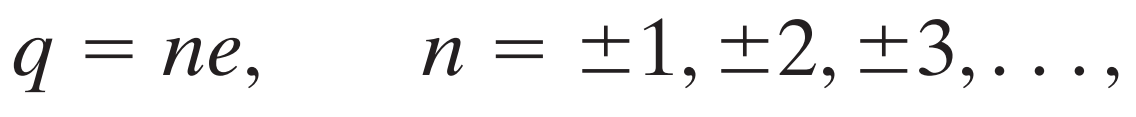 q = ne, n = ±1, ±2, ±3, . . . ,